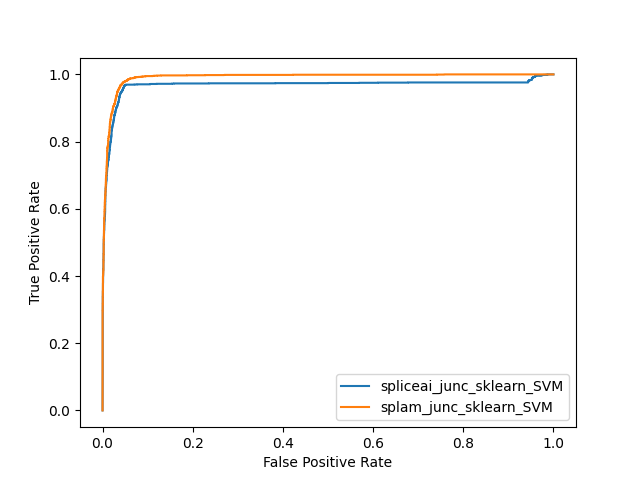 1.0
0.8
0.6
0.4
0.2
0.0
True Positive Rate
spliceai_junc_sklearn_SVM
splam_junc_sklearn_SVM
0.0 0.2 0.4 0.6 0.8 1.0
False Positive Rate